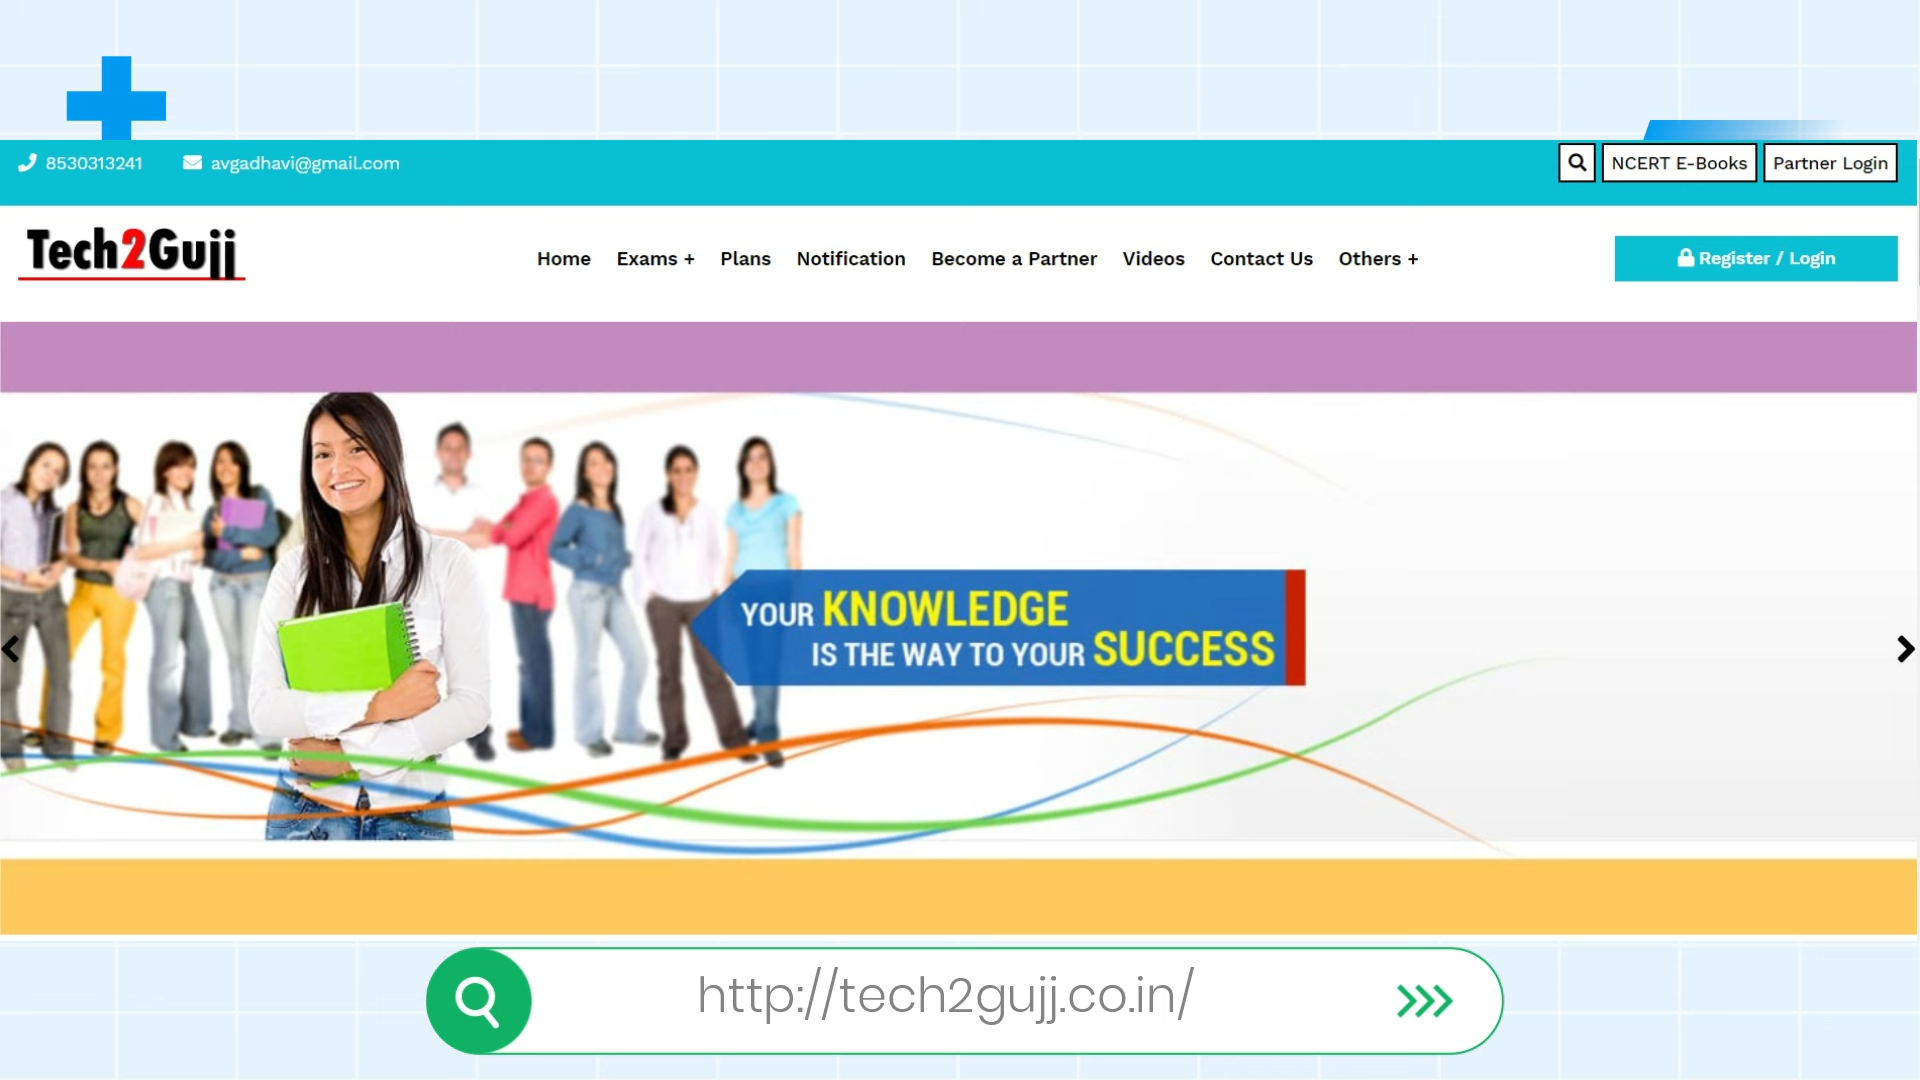 8530313241 avgadhavi@gmail.com NCERT E-Books Partner Login
Tech2Gujj Home Exams + Plans Notification Become a Partner Videos Contact Us Others + Register / Login
YOUR KNOWLEDGE
IS THE WAY TO YOUR SUCCESS
http://tech2gujj.co.in/